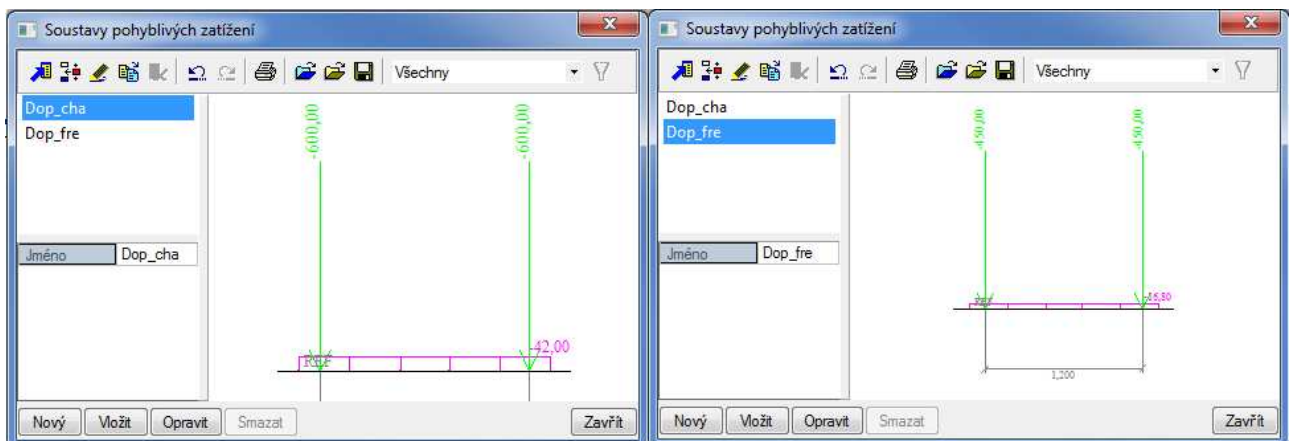 Soustavy pohyblivých zatížení
Všechny
Dop_cha
Dop_fre
-600,00
-600,00
Jméno Dop_cha
REF
-42,00
Nový Vložit Opravit Smazat Zavřít
Soustavy pohyblivých zatížení
Všechny
Dop_cha
Dop_fre
-450,00
-450,00
Jméno Dop_fre
1,200
Nový Vložit Opravit Smazat Zavřít